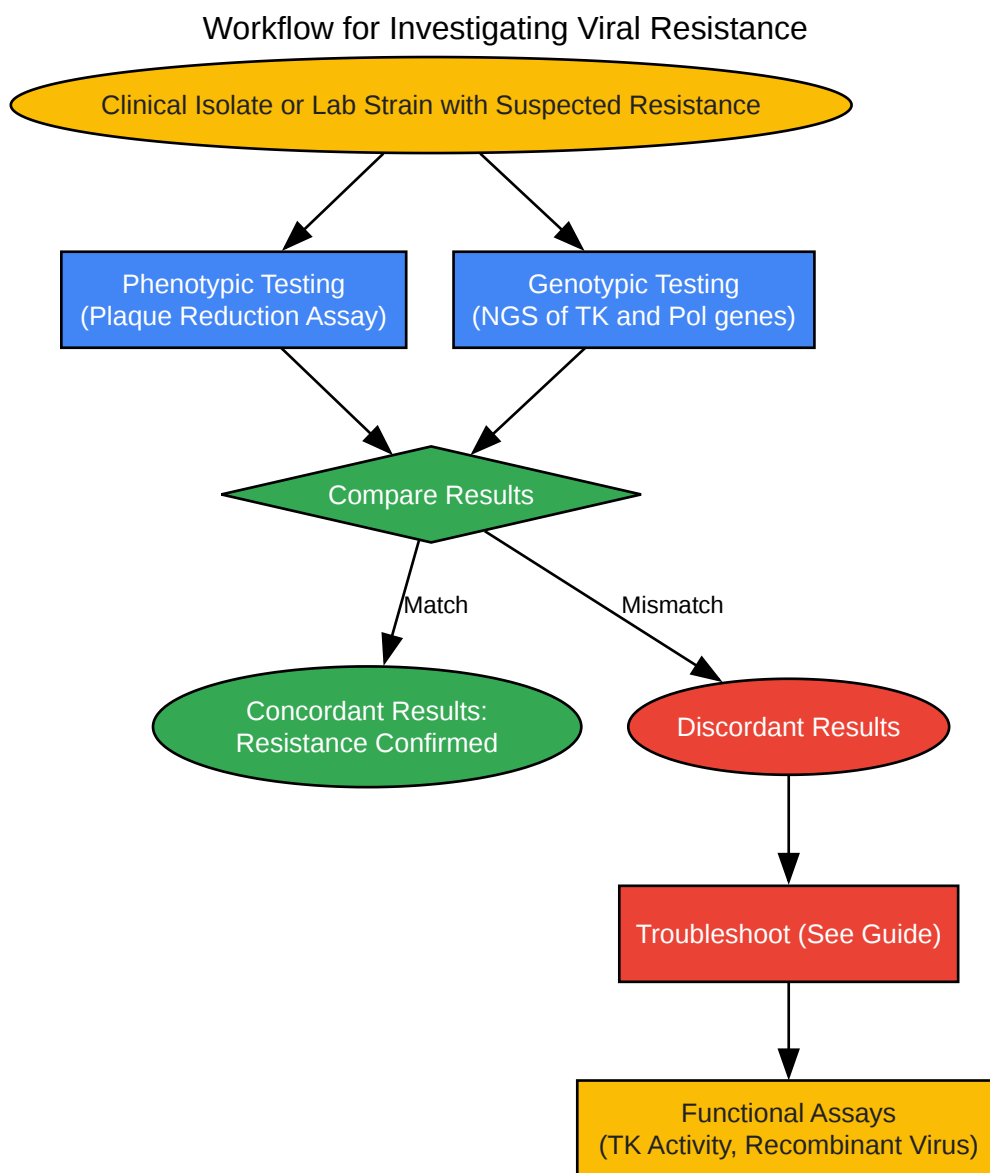 Workflow for Investigating Viral Resistance
Clinical Isolate or Lab Strain with Suspected Resistance
Phenotypic Testing
(Plaque Reduction Assay)
Genotypic Testing
(NGS of TK and Pol genes)
Compare Results
Match
Mismatch
Concordant Results:
Resistance Confirmed
Discordant Results
Troubleshoot (See Guide)
Functional Assays
(TK Activity, Recombinant Virus)